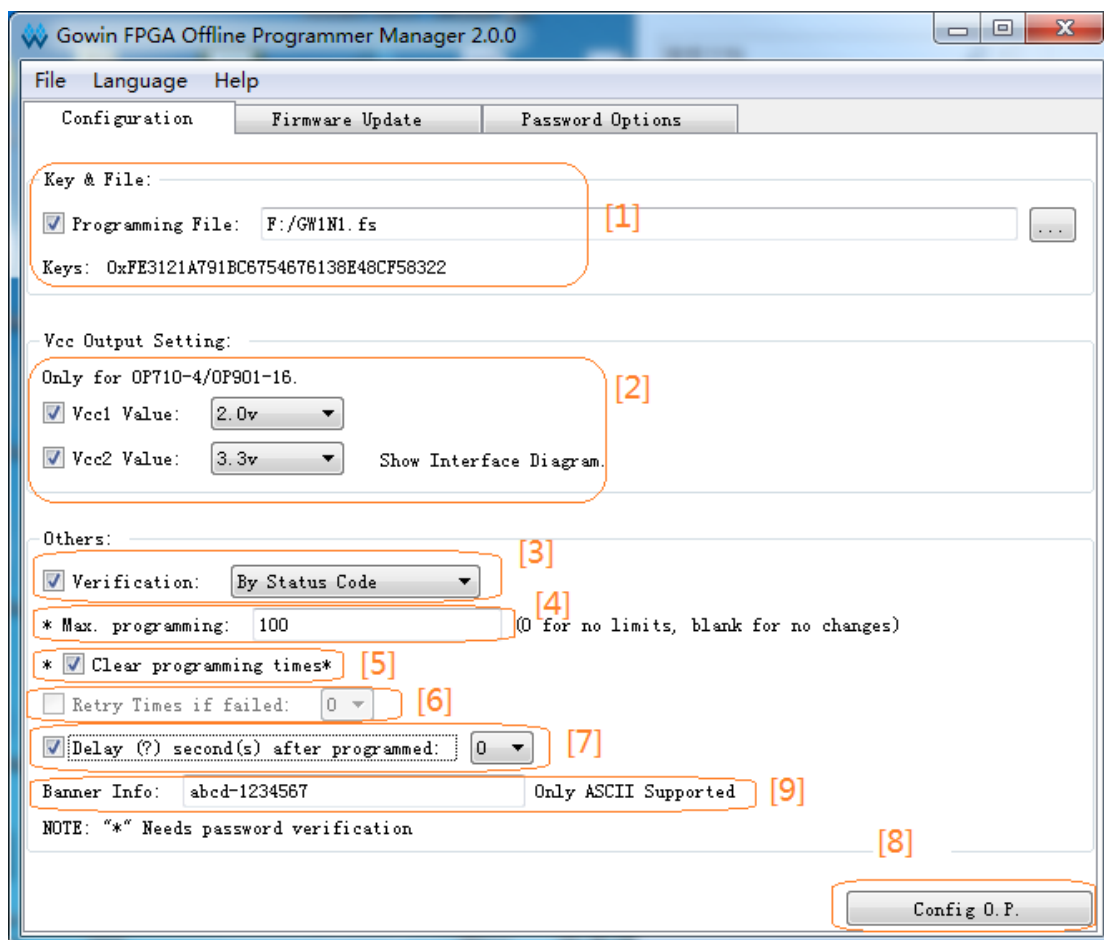 Gowin FPGA Offline Programmer Manager 2.0.0
File Language Help
Configuration Firmware Update Password Options
Key & File:
Programming File: F:/GW1N1.fs ... [1]
Keys: 0xFE3121A791BC6754676138E48CF58322
Vcc Output Setting:
Only for OP710-4/OP901-16.
[2]
Vcc1 Value: 2.0v
Vcc2 Value: 3.3v Show Interface Diagram.
Others:
[3]
Verification: By Status Code
[4]
* Max. programming: 100 (0 for no limits, blank for no changes)
* Clear programming times* [5]
Retry Times if failed: 0 [6]
Delay (?) second(s) after programmed: 0 [7]
Banner Info: abcd-1234567 Only ASCII Supported [9]
NOTE: "*" Needs password verification
[8]
Config O.P.